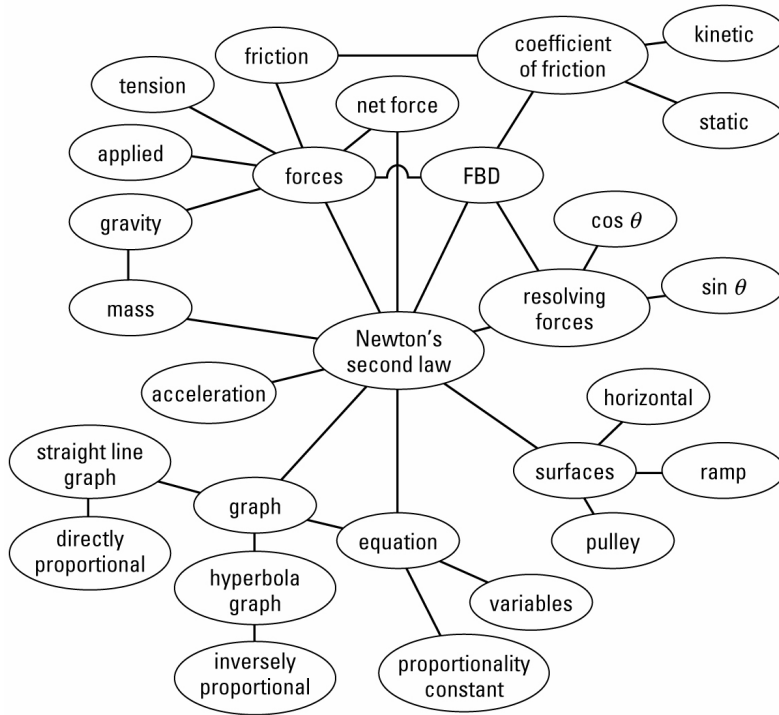 friction
coefficient
of friction
kinetic
tension
net force
static
applied
forces
FBD
gravity
cos θ
resolving
forces
sin θ
mass
Newton's
second law
acceleration
horizontal
straight line
graph
surfaces
ramp
graph
directly
proportional
equation
pulley
hyperbola
graph
variables
inversely
proportional
proportionality
constant